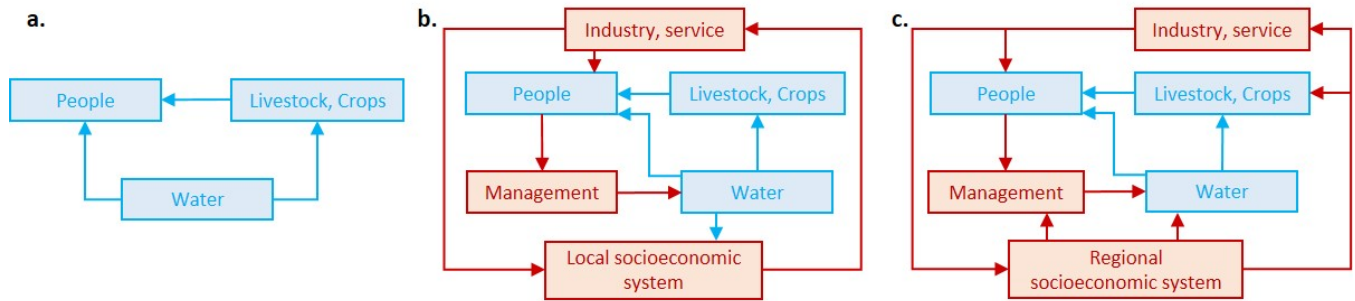 a.
People
Livestock, Crops
Water
b.
Industry, service
People
Livestock, Crops
Management
Water
Local socioeconomic
system
c.
Industry, service
People
Livestock, Crops
Management
Water
Regional
socioeconomic system